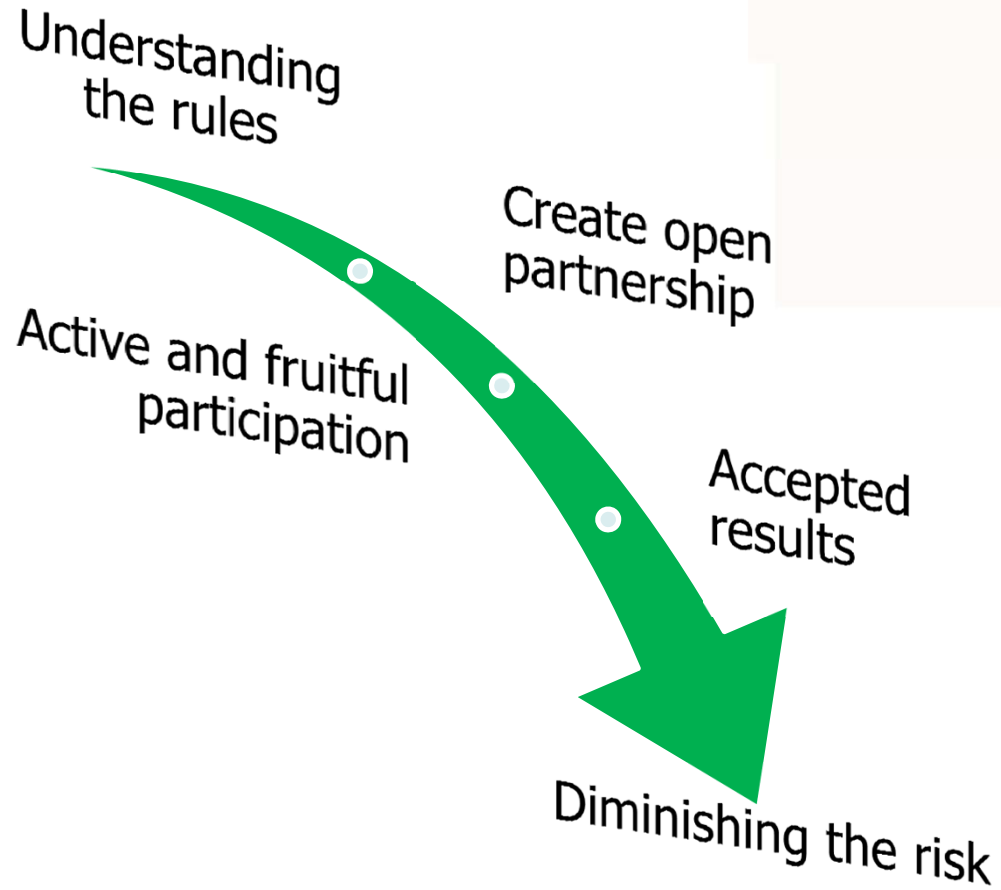 Understanding
the rules
Create open
partnership
Active and fruitful
participation
Accepted
results
Diminishing the risk